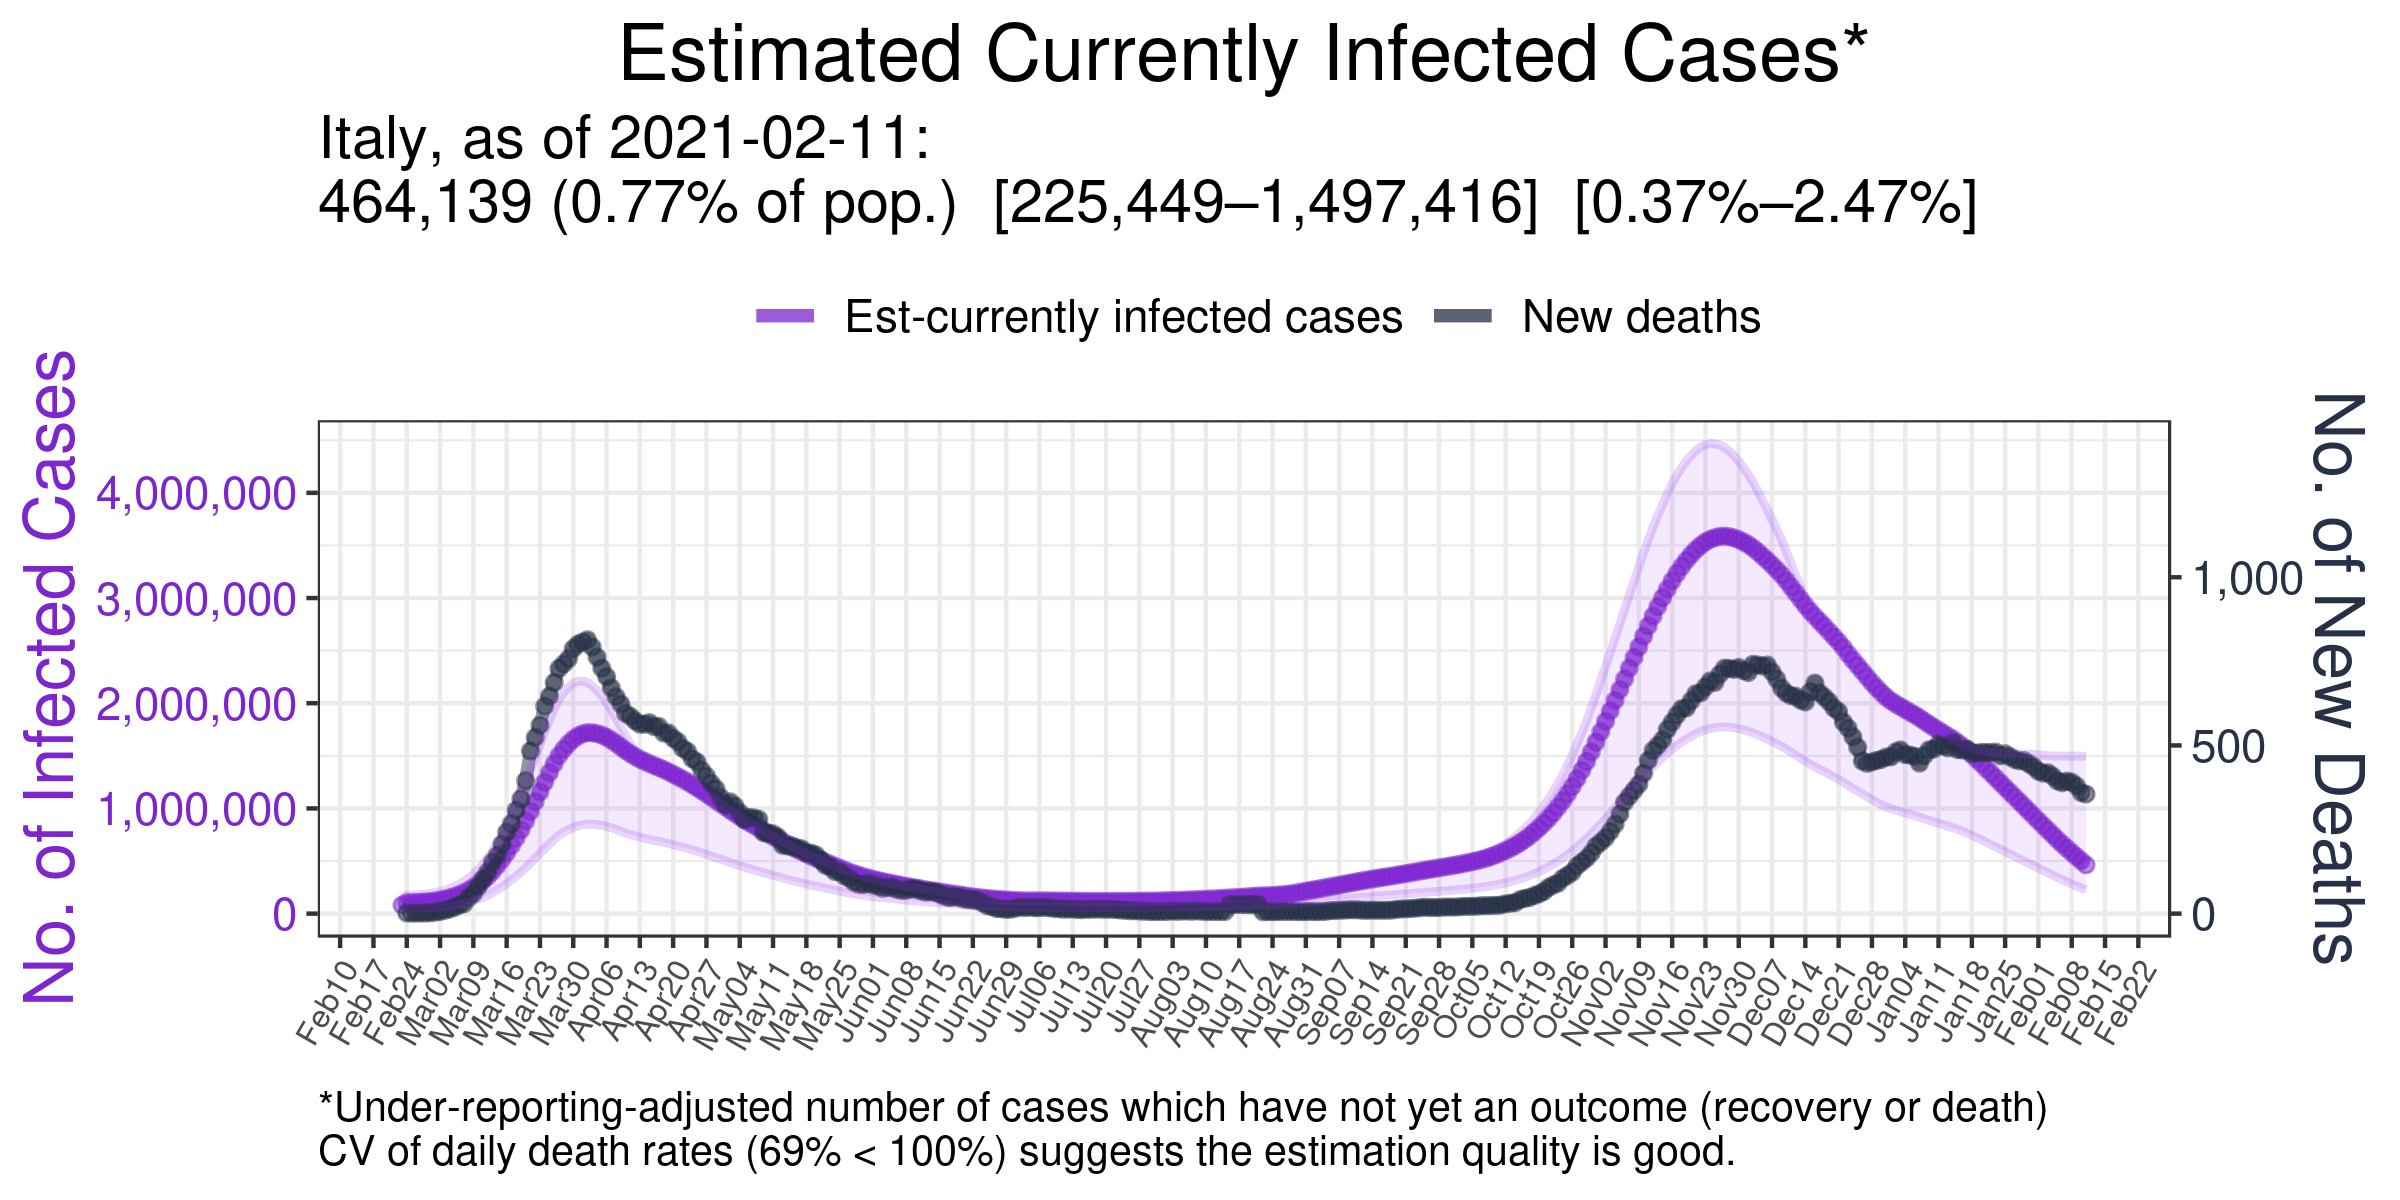 Estimated Currently Infected Cases*
Italy, as of 2021-02-11:
464,139 (0.77% of pop.)  [225,449–1,497,416]  [0.37%–2.47%]
Est-currently infected cases
New deaths
No. of Infected Cases
4,000,000
3,000,000
2,000,000
1,000,000
0
No. of New Deaths
1,000
500
0
Feb10
Feb17
Feb24
Mar02
Mar09
Mar16
Mar23
Mar30
Apr06
Apr13
Apr20
Apr27
May04
May11
May18
May25
Jun01
Jun08
Jun15
Jun22
Jun29
Jul06
Jul13
Jul20
Jul27
Aug03
Aug10
Aug17
Aug24
Aug31
Sep07
Sep14
Sep21
Sep28
Oct05
Oct12
Oct19
Oct26
Nov02
Nov09
Nov16
Nov23
Nov30
Dec07
Dec14
Dec21
Dec28
Jan04
Jan11
Jan18
Jan25
Feb01
Feb08
Feb15
Feb22
*Under-reporting-adjusted number of cases which have not yet an outcome (recovery or death)
CV of daily death rates (69% < 100%) suggests the estimation quality is good.